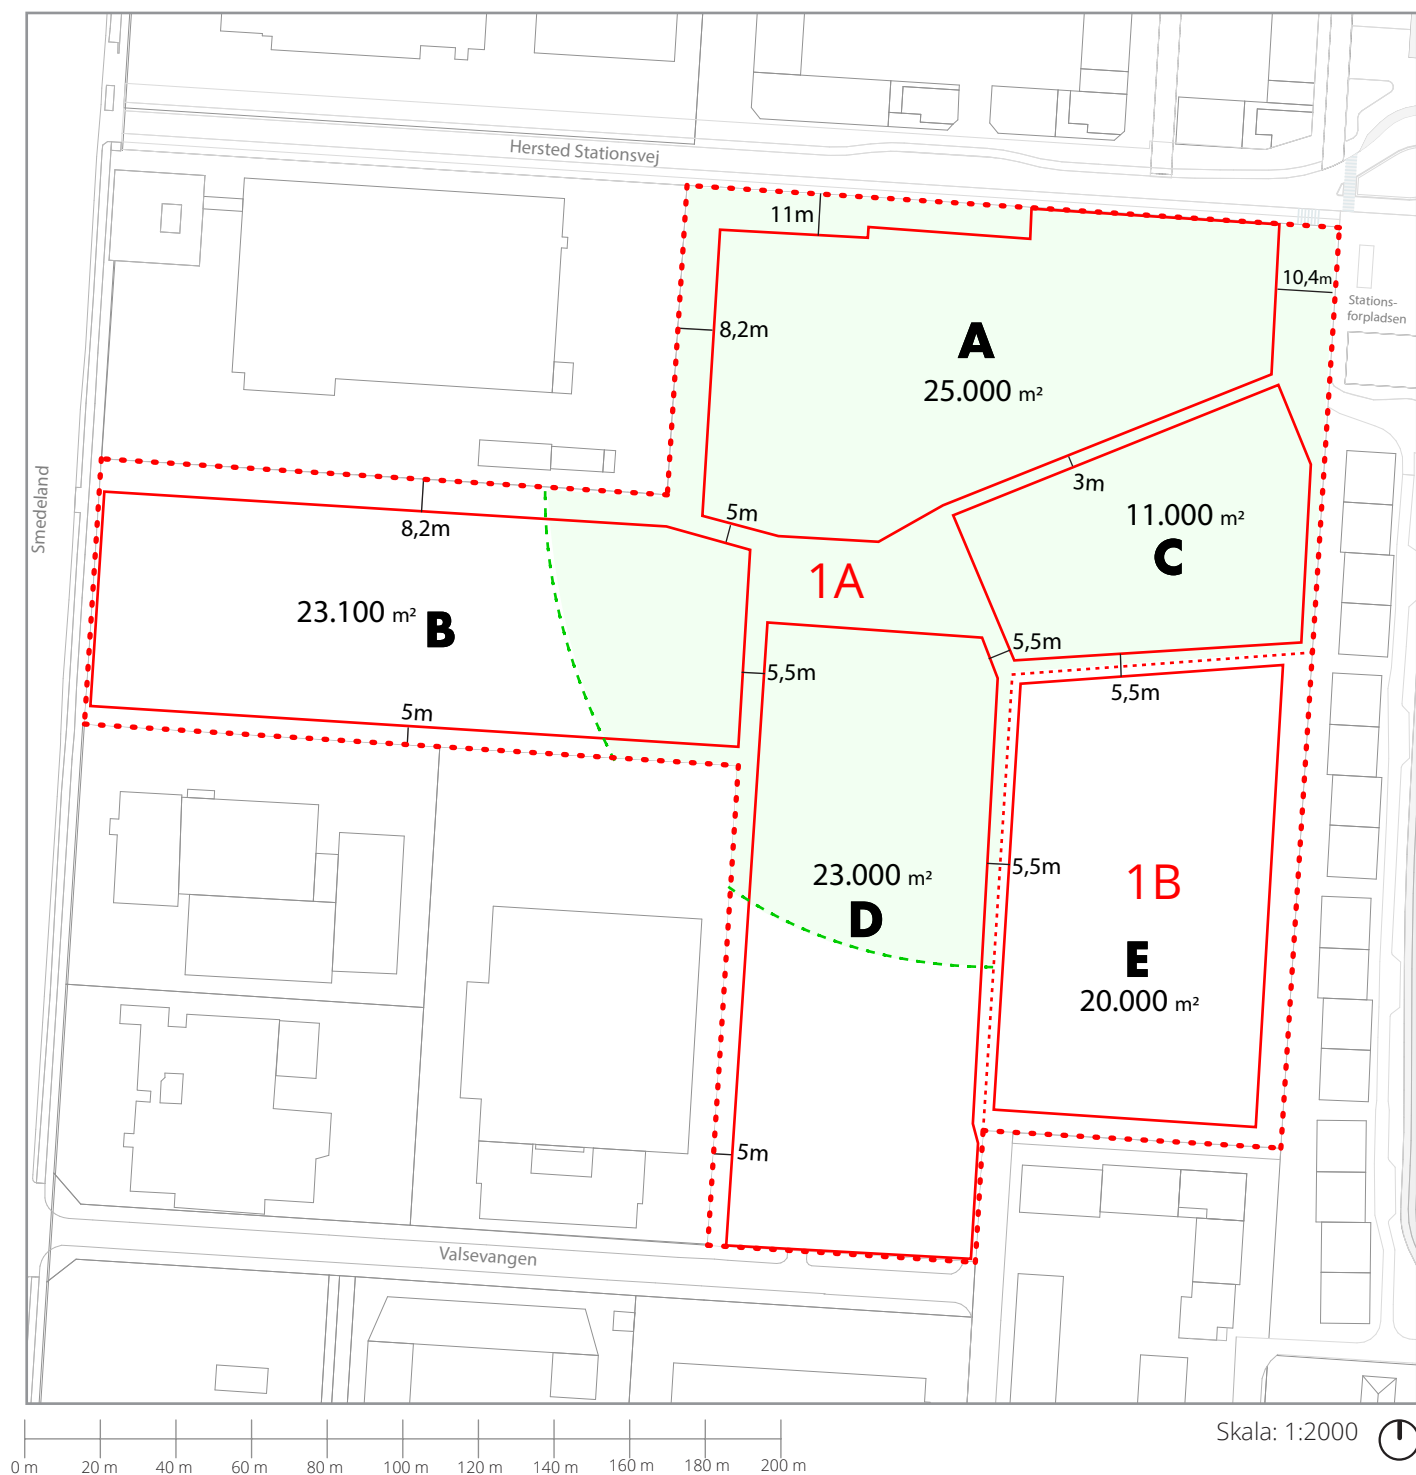 Hersted Stationsvej
11m
10,4m
Stations-
forpladsen
8,2m
A
25.000 m²
3m
Smedeland
5m
8,2m
11.000 m²
C
1A
23.100 m²
B
5,5m
5,5m
5,5m
5m
23.000 m²
D
5,5m
1B
E
20.000 m²
5m
Valsevangen
Skala: 1:2000
0 m 20 m 40 m 60 m 80 m 100 m 120 m 140 m 160 m 180 m 200 m